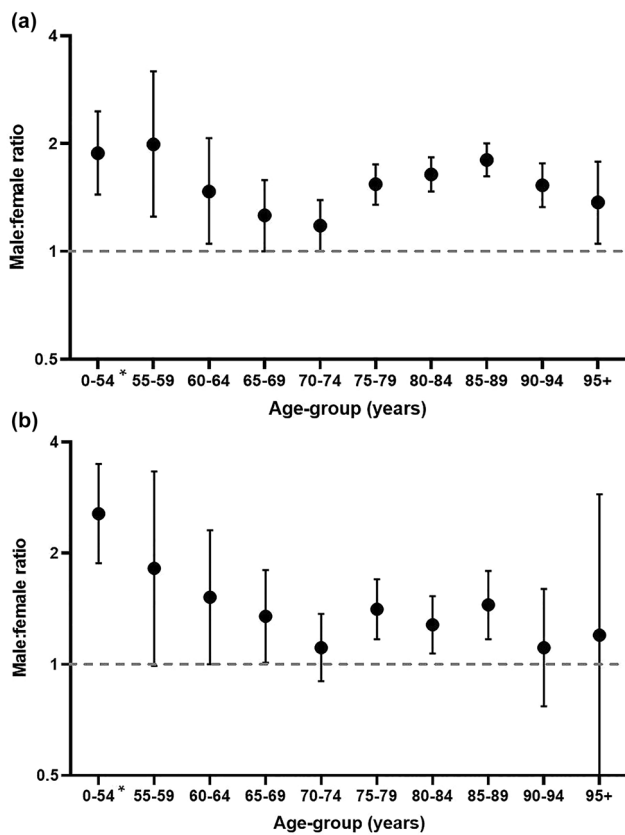 (a)
4
2
1
0.5
Male:female ratio
0-54 * 55-59 60-64 65-69 70-74 75-79 80-84 85-89 90-94 95+
Age-group (years)
(b)
4
2
1
0.5
Male:female ratio
0-54 * 55-59 60-64 65-69 70-74 75-79 80-84 85-89 90-94 95+
Age-group (years)